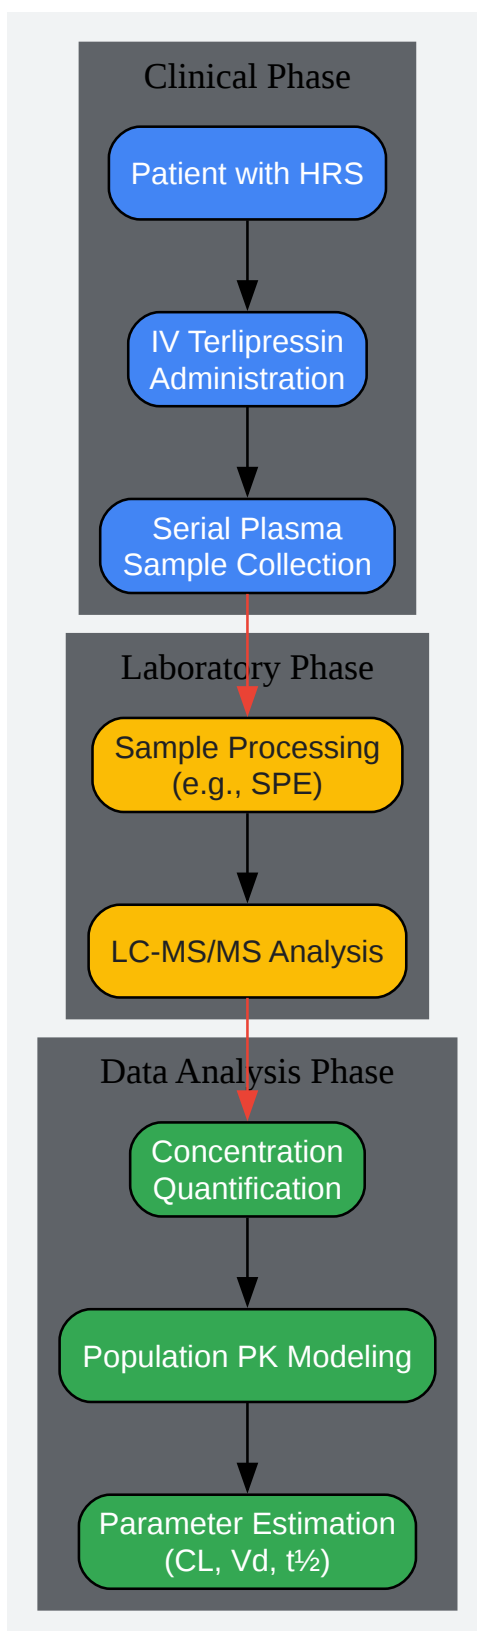 Clinical Phase
Patient with HRS
IV Terlipressin
Administration
Serial Plasma
Sample Collection
Laboratory Phase
Sample Processing
(e.g., SPE)
LC-MS/MS Analysis
Data Analysis Phase
Concentration
Quantification
Population PK Modeling
Parameter Estimation
(CL, Vd, t½)